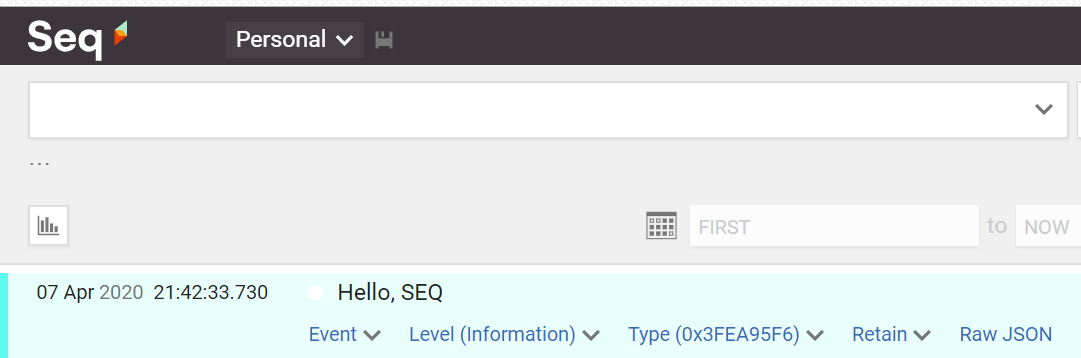 Seq Personal
...
FIRST to NOW
07 Apr 2020 21:42:33.730 Hello, SEQ
Event Level (Information) Type (0x3FEA95F6) Retain Raw JSON